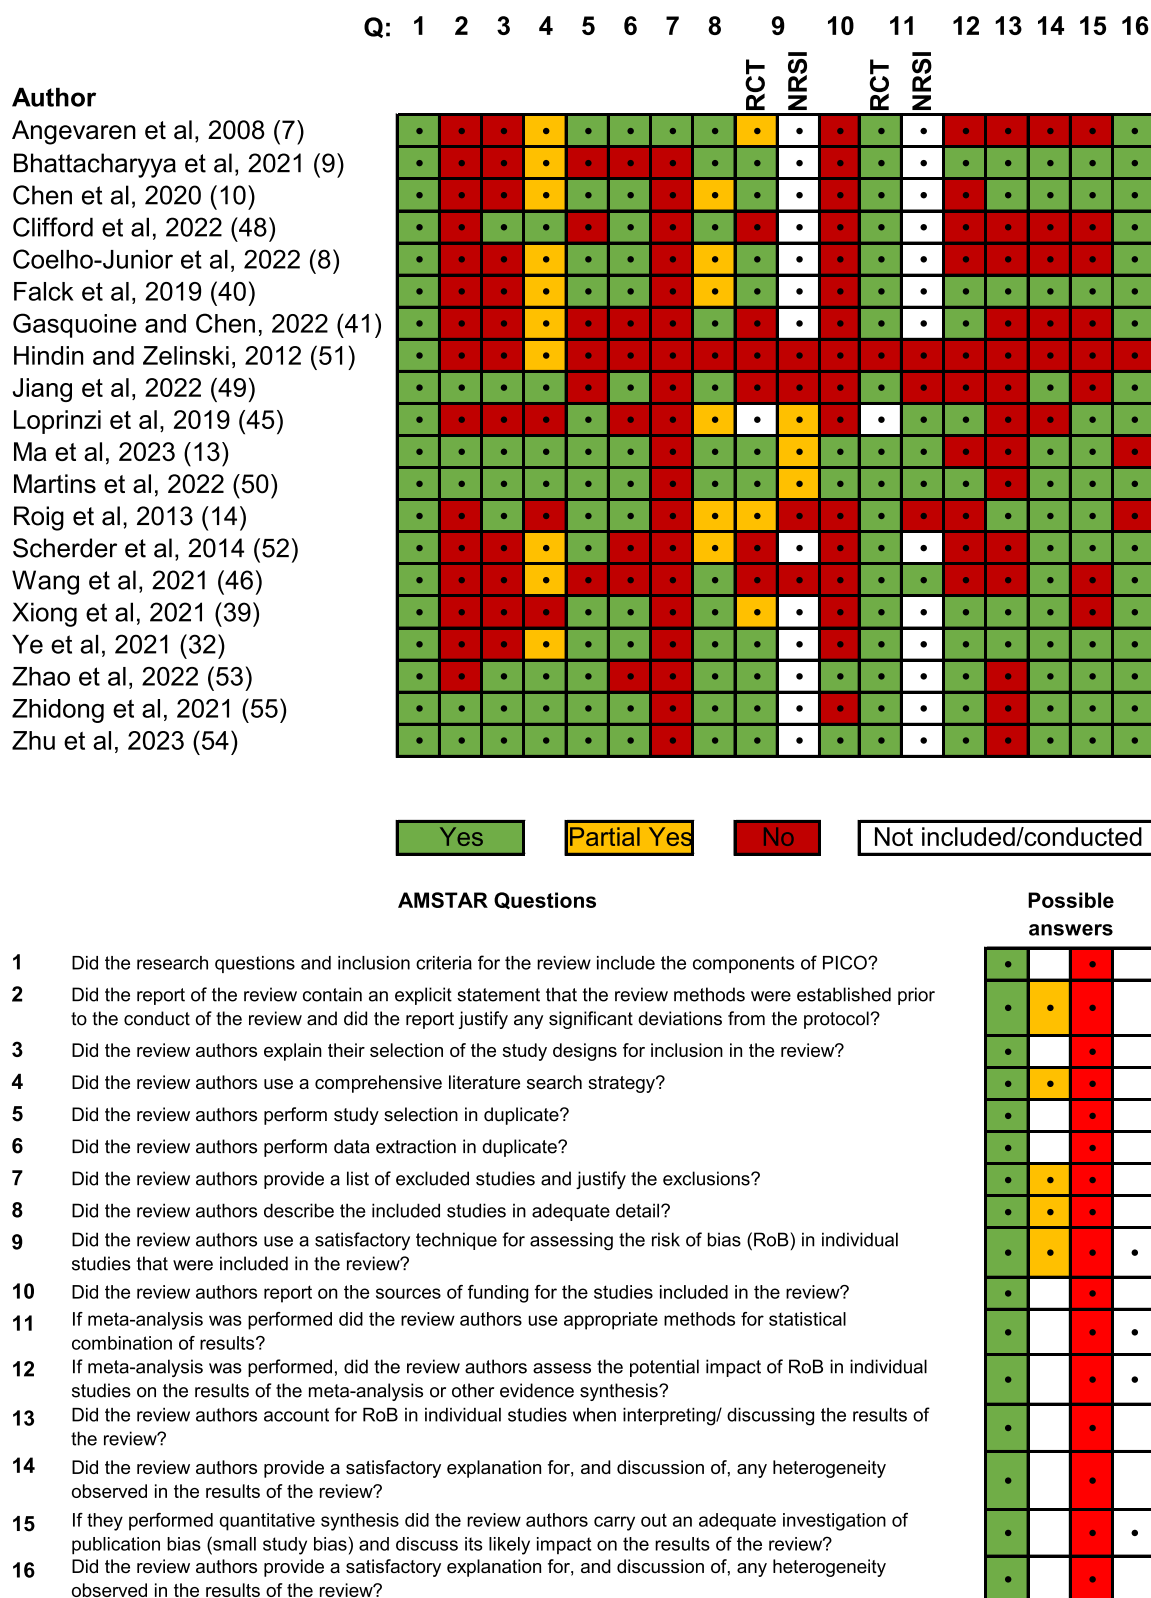 Q: 1 2 3 4 5 6 7 8 9 10 11 12 13 14 15 16
RCT NRSI RCT NRSI
Author
Angevaren et al, 2008 (7)
Bhattacharyya et al, 2021 (9)
Chen et al, 2020 (10)
Clifford et al, 2022 (48)
Coelho-Junior et al, 2022 (8)
Falck et al, 2019 (40)
Gasquoine and Chen, 2022 (41)
Hindin and Zelinski, 2012 (51)
Jiang et al, 2022 (49)
Loprinzi et al, 2019 (45)
Ma et al, 2023 (13)
Martins et al, 2022 (50)
Roig et al, 2013 (14)
Scherder et al, 2014 (52)
Wang et al, 2021 (46)
Xiong et al, 2021 (39)
Ye et al, 2021 (32)
Zhao et al, 2022 (53)
Zhidong et al, 2021 (55)
Zhu et al, 2023 (54)
Yes Partial Yes No Not included/conducted
AMSTAR Questions
Possible
answers
1 Did the research questions and inclusion criteria for the review include the components of PICO?
2 Did the report of the review contain an explicit statement that the review methods were established prior
to the conduct of the review and did the report justify any significant deviations from the protocol?
3 Did the review authors explain their selection of the study designs for inclusion in the review?
4 Did the review authors use a comprehensive literature search strategy?
5 Did the review authors perform study selection in duplicate?
6 Did the review authors perform data extraction in duplicate?
7 Did the review authors provide a list of excluded studies and justify the exclusions?
8 Did the review authors describe the included studies in adequate detail?
9 Did the review authors use a satisfactory technique for assessing the risk of bias (RoB) in individual
studies that were included in the review?
10 Did the review authors report on the sources of funding for the studies included in the review?
11 If meta-analysis was performed did the review authors use appropriate methods for statistical
combination of results?
12 If meta-analysis was performed, did the review authors assess the potential impact of RoB in individual
studies on the results of the meta-analysis or other evidence synthesis?
13 Did the review authors account for RoB in individual studies when interpreting/ discussing the results of
the review?
14 Did the review authors provide a satisfactory explanation for, and discussion of, any heterogeneity
observed in the results of the review?
15 If they performed quantitative synthesis did the review authors carry out an adequate investigation of
publication bias (small study bias) and discuss its likely impact on the results of the review?
16 Did the review authors provide a satisfactory explanation for, and discussion of, any heterogeneity
observed in the results of the review?